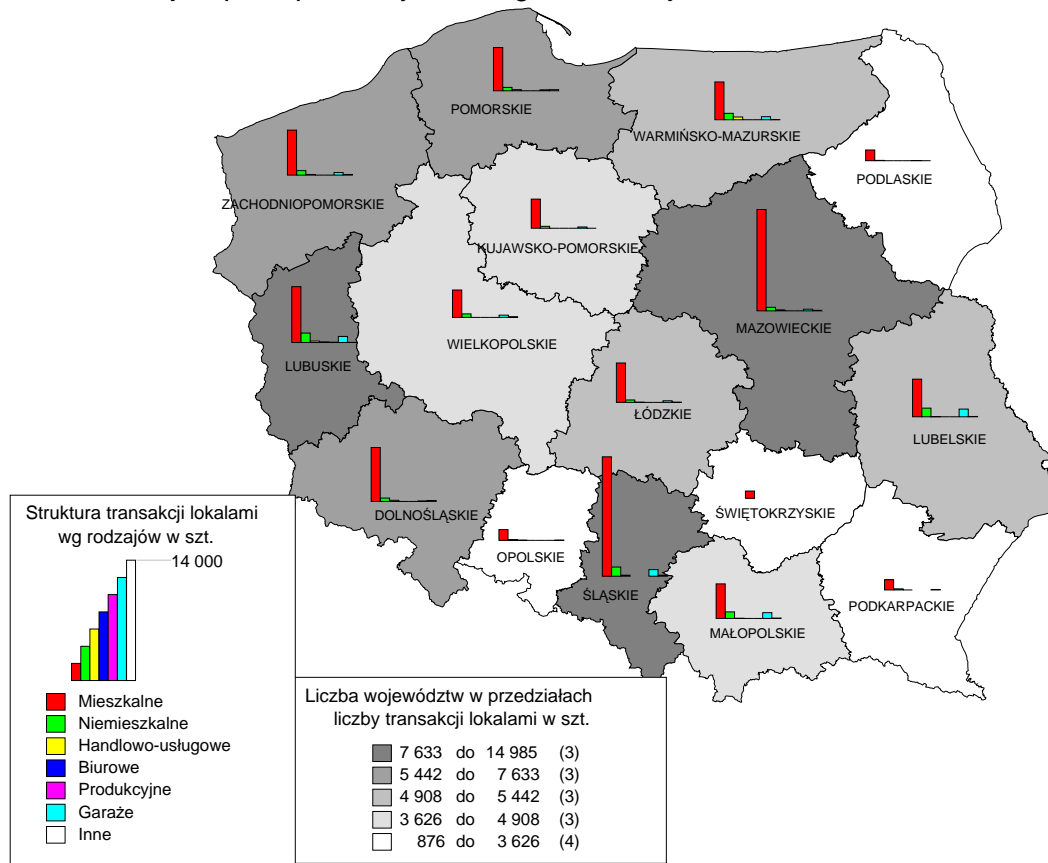 POMORSKIE
WARMIŃSKO-MAZURSKIE
PODLASKIE
ZACHODNIOPOMORSKIE
KUJAWSKO-POMORSKIE
MAZOWIECKIE
WIELKOPOLSKIE
LUBUSKIE
ŁÓDZKIE
LUBELSKIE
DOLNOŚLĄSKIE
ŚWIĘTOKRZYSKIE
OPOLSKIE
ŚLĄSKIE
PODKARPACKIE
MAŁOPOLSKIE
Struktura transakcji lokalami
wg rodzajów w szt.
14 000
Mieszkalne
Niemieszkalne
Handlowo-usługowe
Biurowe
Produkcyjne
Garaże
Inne
Liczba województw w przedziałach
liczby transakcji lokalami w szt.
7 633 do 14 985 (3)
5 442 do 7 633 (3)
4 908 do 5 442 (3)
3 626 do 4 908 (3)
876 do 3 626 (4)